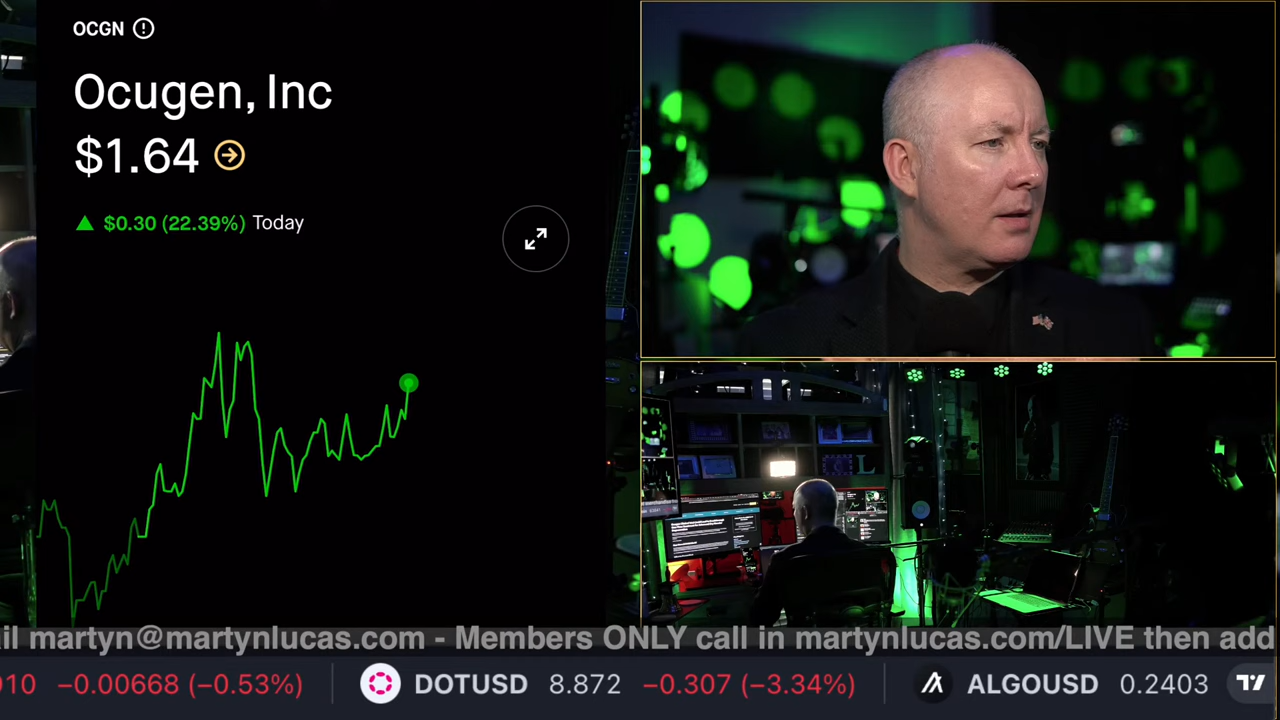 OCGN
Ocugen, Inc
$1.64
▲ $0.30 (22.39%) Today
il martyn@martynlucas.com - Members ONLY call in martynlucas.com/LIVE then add
910 −0.00668 (−0.53%) DOTUSD 8.872 −0.307 (−3.34%) ALGOUSD 0.2403